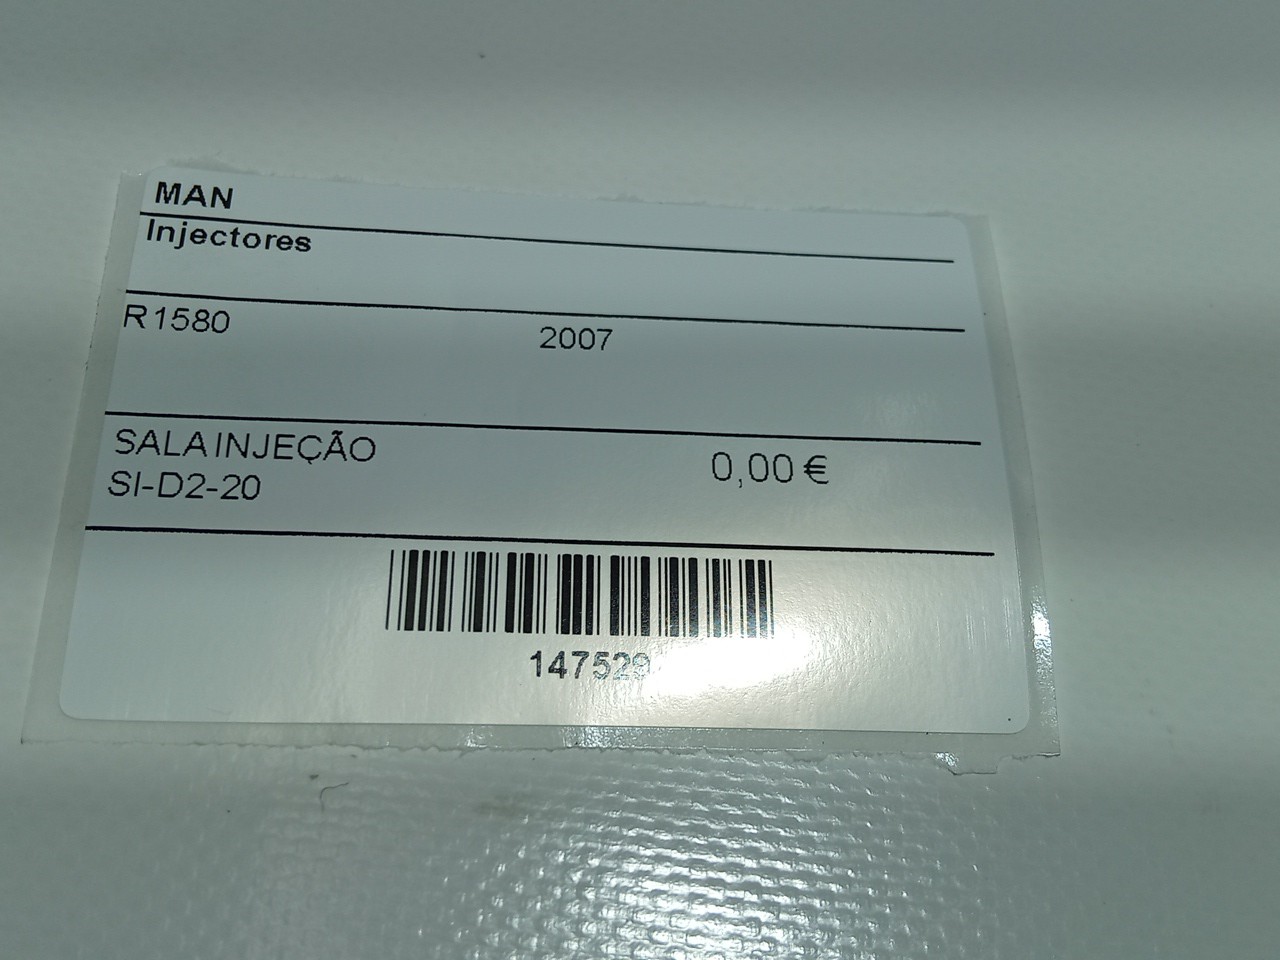 MAN
Injectores
R1580 2007
SALA INJEÇÃO 0,00 €
SI-D2-20
147529